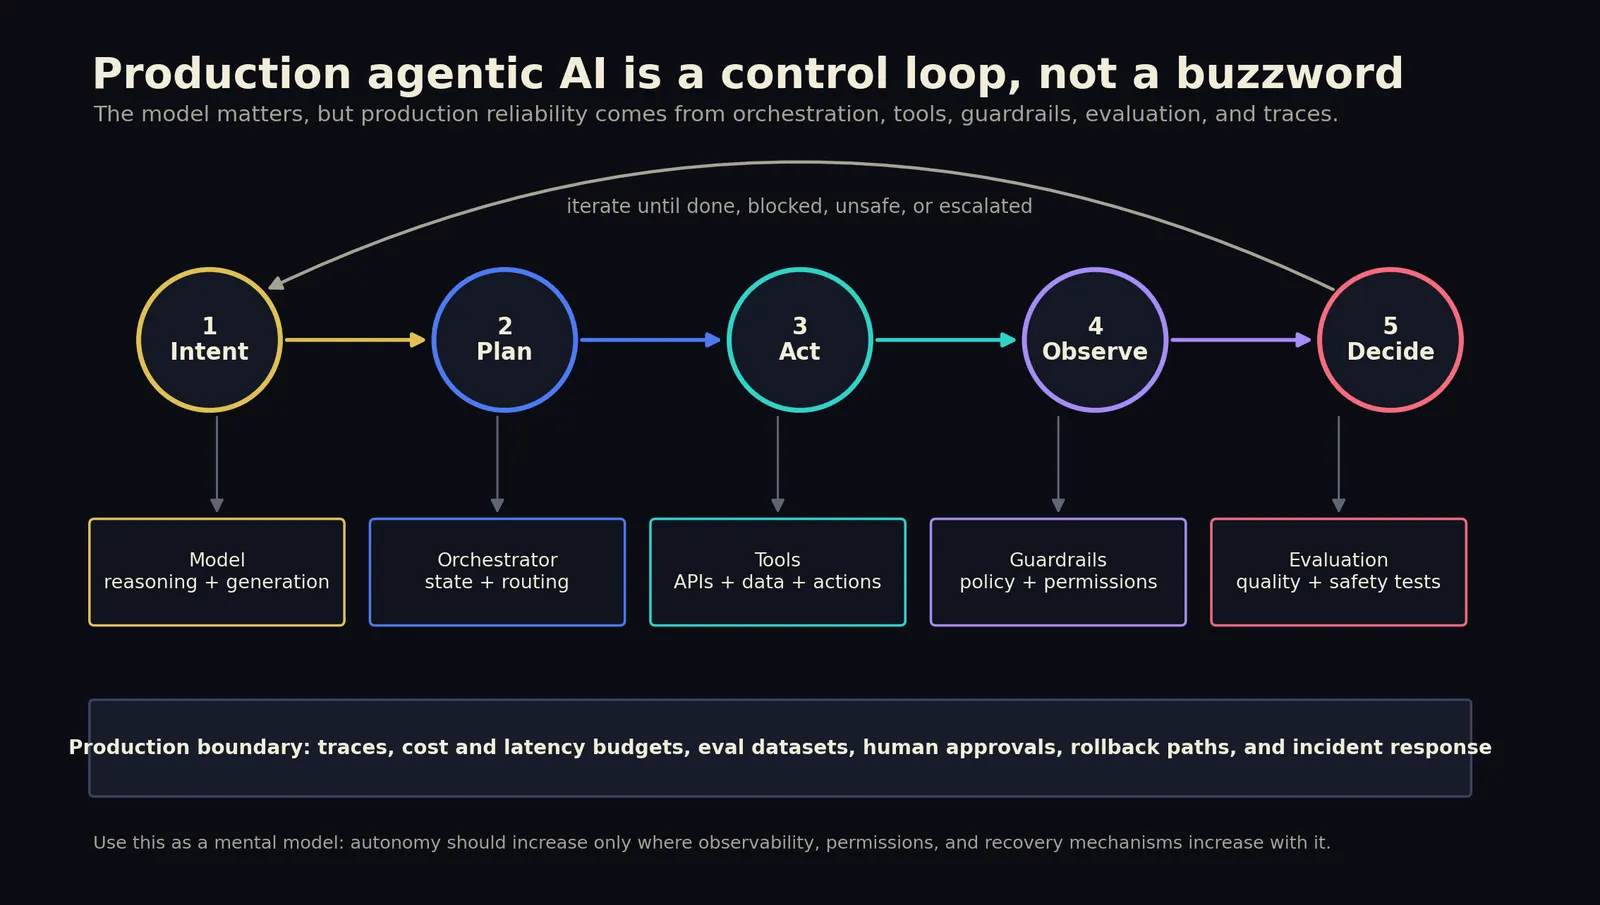 Production agentic AI is a control loop, not a buzzword
The model matters, but production reliability comes from orchestration, tools, guardrails, evaluation, and traces.
iterate until done, blocked, unsafe, or escalated
1
Intent
2
Plan
3
Act
4
Observe
5
Decide
Model
reasoning + generation
Orchestrator
state + routing
Tools
APIs + data + actions
Guardrails
policy + permissions
Evaluation
quality + safety tests
Production boundary: traces, cost and latency budgets, eval datasets, human approvals, rollback paths, and incident response
Use this as a mental model: autonomy should increase only where observability, permissions, and recovery mechanisms increase with it.